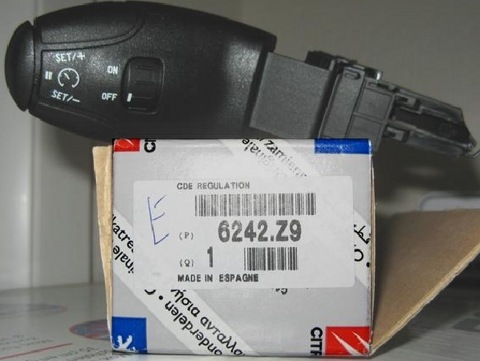 SET/+
ON
SET/-
OFF
CDE REGULATION
E
(P) 6242.Z9
(Q) 1
MADE IN ESPAGNE